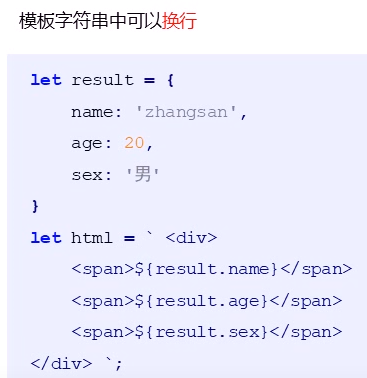 模板字符串中可以换行
let result = {
    name: 'zhangsan',
    age: 20,
    sex: '男'
}
let html = ` <div>
    <span>${result.name}</span>
    <span>${result.age}</span>
    <span>${result.sex}</span>
</div> `;